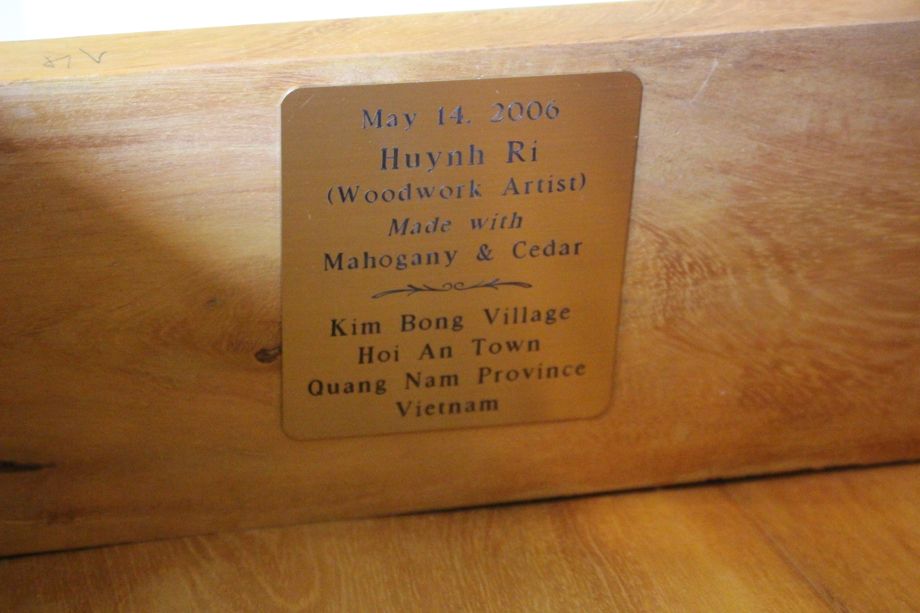 May 14, 2006
Huynh Ri
(Woodwork Artist)
Made with
Mahogany & Cedar
Kim Bong Village
Hoi An Town
Quang Nam Province
Vietnam